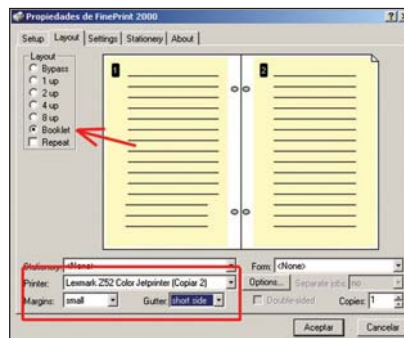 Propiedades de FinePrint 2000
Setup Layout Settings Stationery About
Layout
Bypass
1 up
2 up
4 up
8 up
Booklet
Repeat
1
2
Stationery: <None>
Form: <None>
Printer: Lexmark Z52 Color Jetprinter (Copiar 2)
Options... Separate jobs: no
Margins: small Gutter: short side
Double-sided Copies: 1
Aceptar Cancelar